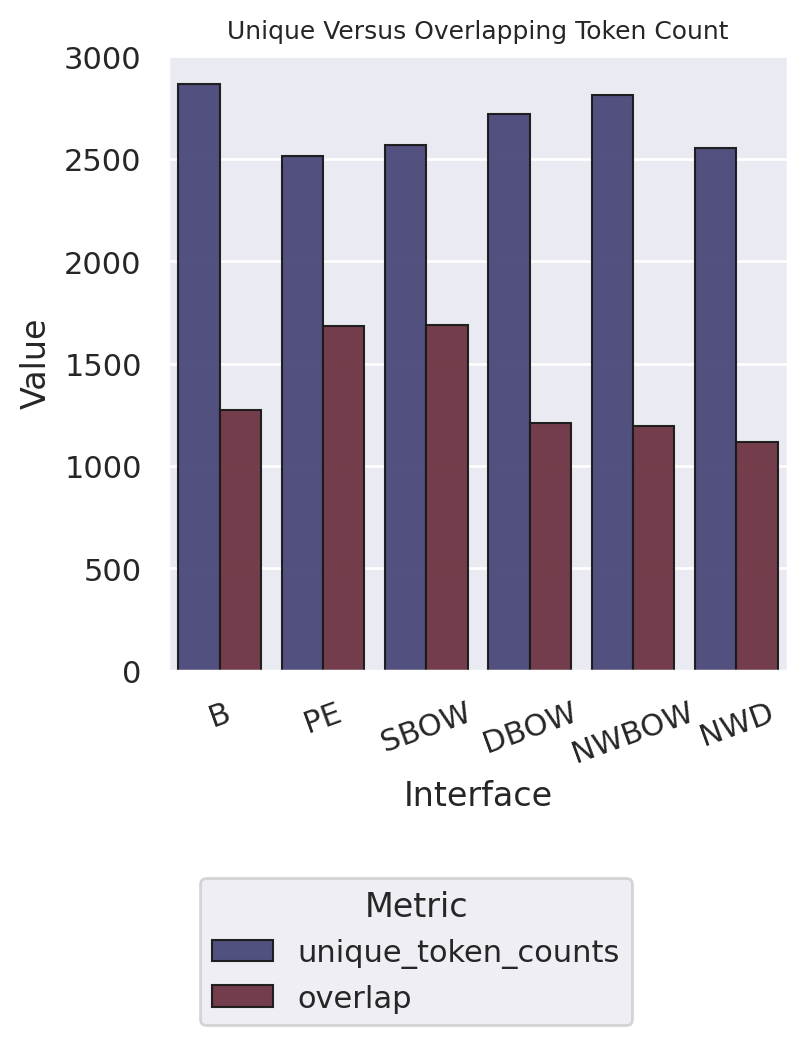 Unique Versus Overlapping Token Count
3000
2500
2000
1500
1000
500
0
Value
B
PE
SBOW
DBOW
NWBOW
NWD
Interface
Metric
unique_token_counts
overlap